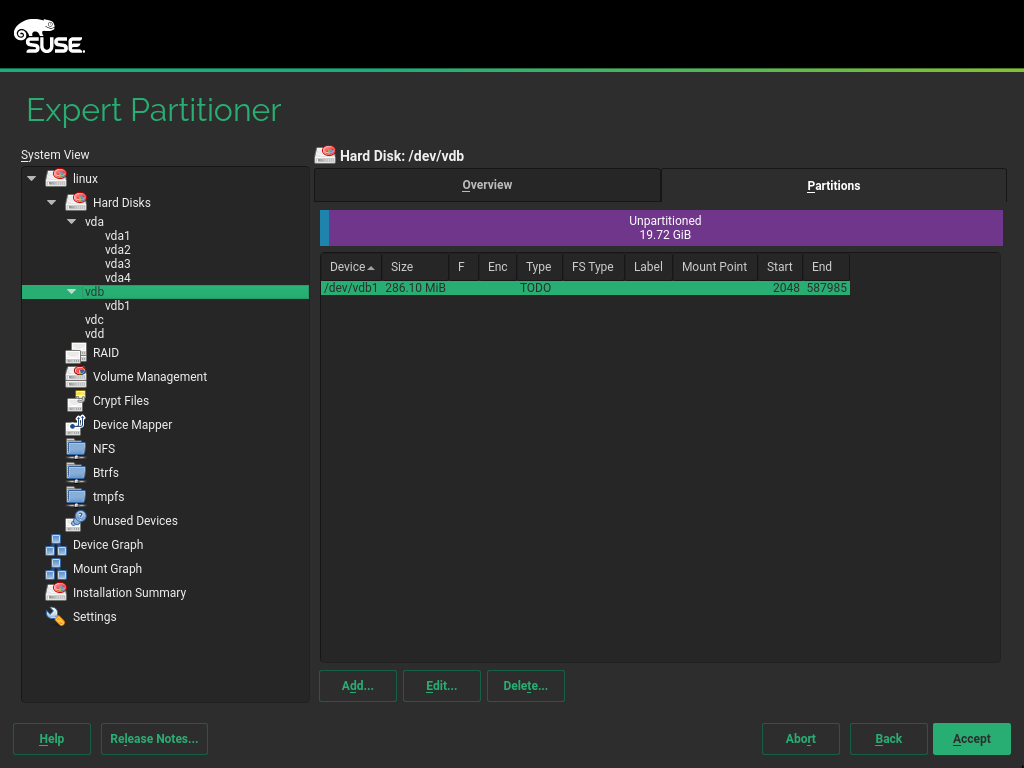 SUSE.
Expert Partitioner
System View
linux
Hard Disks
vda
vda1
vda2
vda3
vda4
vdb
vdb1
vdc
vdd
RAID
Volume Management
Crypt Files
Device Mapper
NFS
Btrfs
tmpfs
Unused Devices
Device Graph
Mount Graph
Installation Summary
Settings
Hard Disk: /dev/vdb
Overview Partitions
Unpartitioned
19.72 GiB
Device Size F Enc Type FS Type Label Mount Point Start End
/dev/vdb1 286.10 MiB TODO 2048 587985
Add... Edit... Delete...
Help Release Notes... Abort Back Accept